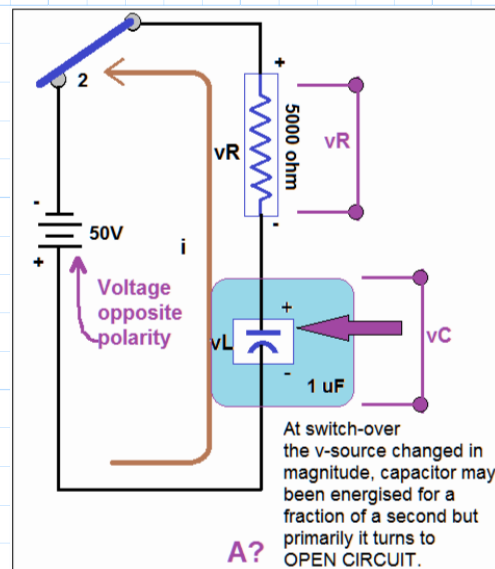 2
+
vR
5000 ohm
vR
-
-
50V
+
i
Voltage
opposite
polarity
+
vL
-
1 uF
vC
At switch-over
the v-source changed in
magnitude, capacitor may
been energised for a
fraction of a second but
primarily it turns to
OPEN CIRCUIT.
A?